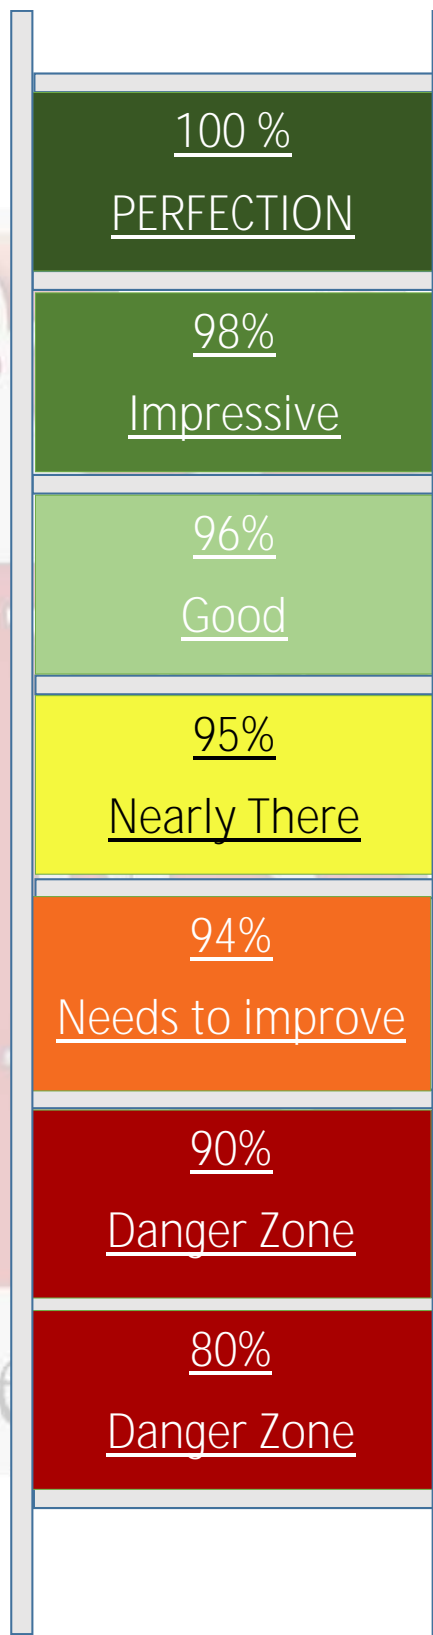 100 %
PERFECTION
98%
Impressive
96%
Good
95%
Nearly There
94%
Needs to improve
90%
Danger Zone
80%
Danger Zone